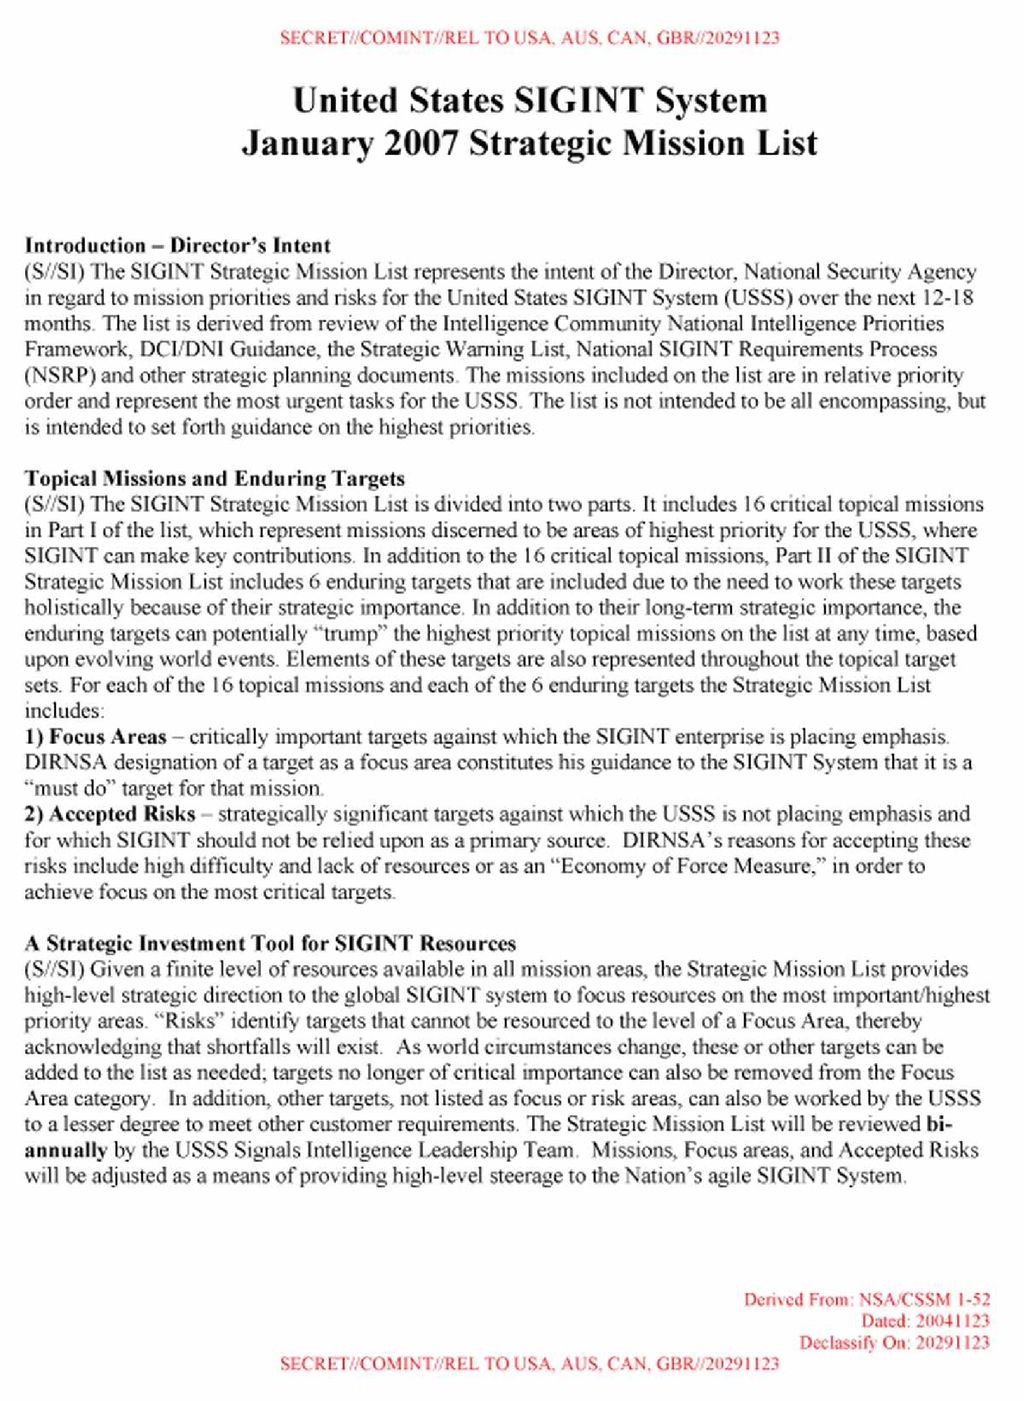 SECRET//COMINT//REL TO USA, AUS, CAN, GBR//20291123
United States SIGINT System
January 2007 Strategic Mission List
Introduction – Director's Intent
(S//SI) The SIGINT Strategic Mission List represents the intent of the Director, National Security Agency
in regard to mission priorities and risks for the United States SIGINT System (USSS) over the next 12-18
months. The list is derived from review of the Intelligence Community National Intelligence Priorities
Framework, DCI/DNI Guidance, the Strategic Warning List, National SIGINT Requirements Process
(NSRP) and other strategic planning documents. The missions included on the list are in relative priority
order and represent the most urgent tasks for the USSS. The list is not intended to be all encompassing, but
is intended to set forth guidance on the highest priorities.
Topical Missions and Enduring Targets
(S//SI) The SIGINT Strategic Mission List is divided into two parts. It includes 16 critical topical missions
in Part I of the list, which represent missions discerned to be areas of highest priority for the USSS, where
SIGINT can make key contributions. In addition to the 16 critical topical missions, Part II of the SIGINT
Strategic Mission List includes 6 enduring targets that are included due to the need to work these targets
holistically because of their strategic importance. In addition to their long-term strategic importance, the
enduring targets can potentially "trump" the highest priority topical missions on the list at any time, based
upon evolving world events. Elements of these targets are also represented throughout the topical target
sets. For each of the 16 topical missions and each of the 6 enduring targets the Strategic Mission List
includes:
1) Focus Areas – critically important targets against which the SIGINT enterprise is placing emphasis.
DIRNSA designation of a target as a focus area constitutes his guidance to the SIGINT System that it is a
"must do" target for that mission.
2) Accepted Risks – strategically significant targets against which the USSS is not placing emphasis and
for which SIGINT should not be relied upon as a primary source. DIRNSA's reasons for accepting these
risks include high difficulty and lack of resources or as an "Economy of Force Measure," in order to
achieve focus on the most critical targets.
A Strategic Investment Tool for SIGINT Resources
(S//SI) Given a finite level of resources available in all mission areas, the Strategic Mission List provides
high-level strategic direction to the global SIGINT system to focus resources on the most important/highest
priority areas. "Risks" identify targets that cannot be resourced to the level of a Focus Area, thereby
acknowledging that shortfalls will exist. As world circumstances change, these or other targets can be
added to the list as needed; targets no longer of critical importance can also be removed from the Focus
Area category. In addition, other targets, not listed as focus or risk areas, can also be worked by the USSS
to a lesser degree to meet other customer requirements. The Strategic Mission List will be reviewed bi-
annually by the USSS Signals Intelligence Leadership Team. Missions, Focus areas, and Accepted Risks
will be adjusted as a means of providing high-level steerage to the Nation's agile SIGINT System.
Derived From: NSA/CSSM 1-52
Dated: 20041123
Declassify On: 20291123
SECRET//COMINT//REL TO USA, AUS, CAN, GBR//20291123